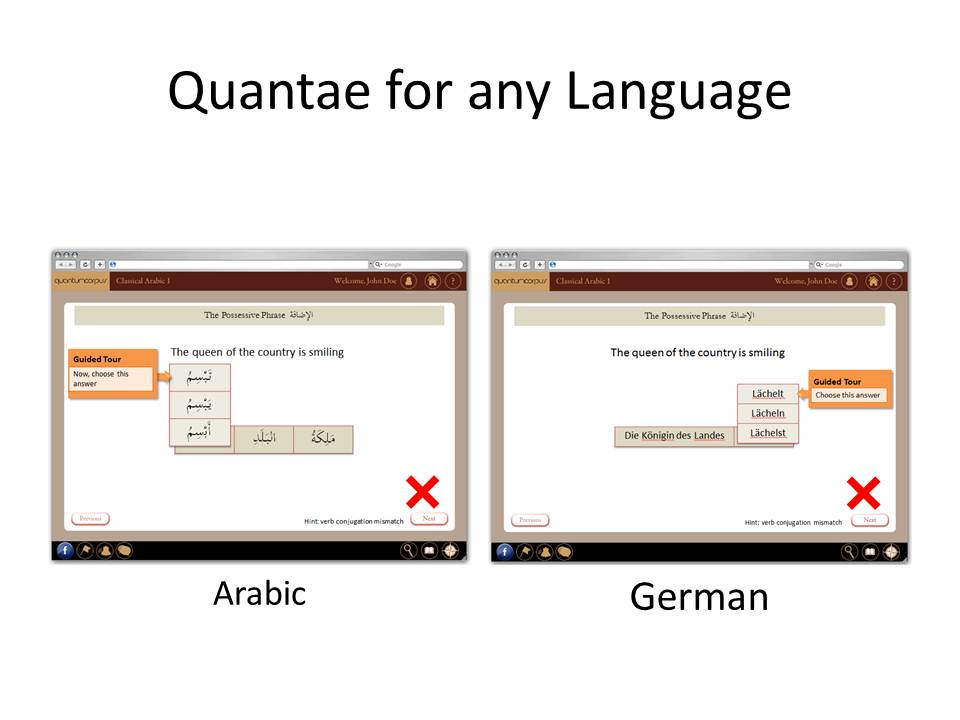 Quantae for any Language
Google
quantumcorpus/ Classical Arabic 1 Welcome, John Doe ?
The Possessive Phrase الإضافة
The queen of the country is smiling
Guided Tour
Now, choose this
answer
تَبْسِمُ
يَبْسِمُ
أَبْسِمُ
مَلِكَةُ البَلَدِ
Previous
Hint: verb conjugation mismatch
Next
f
Arabic
Google
quantumcorpus/ Classical Arabic 1 Welcome, John Doe ?
The Possessive Phrase الإضافة
The queen of the country is smiling
Guided Tour
Choose this answer
Lächelt
Lächeln
Lächelst
Die Königin des Landes
Previous
Hint: verb conjugation mismatch
Next
f
German